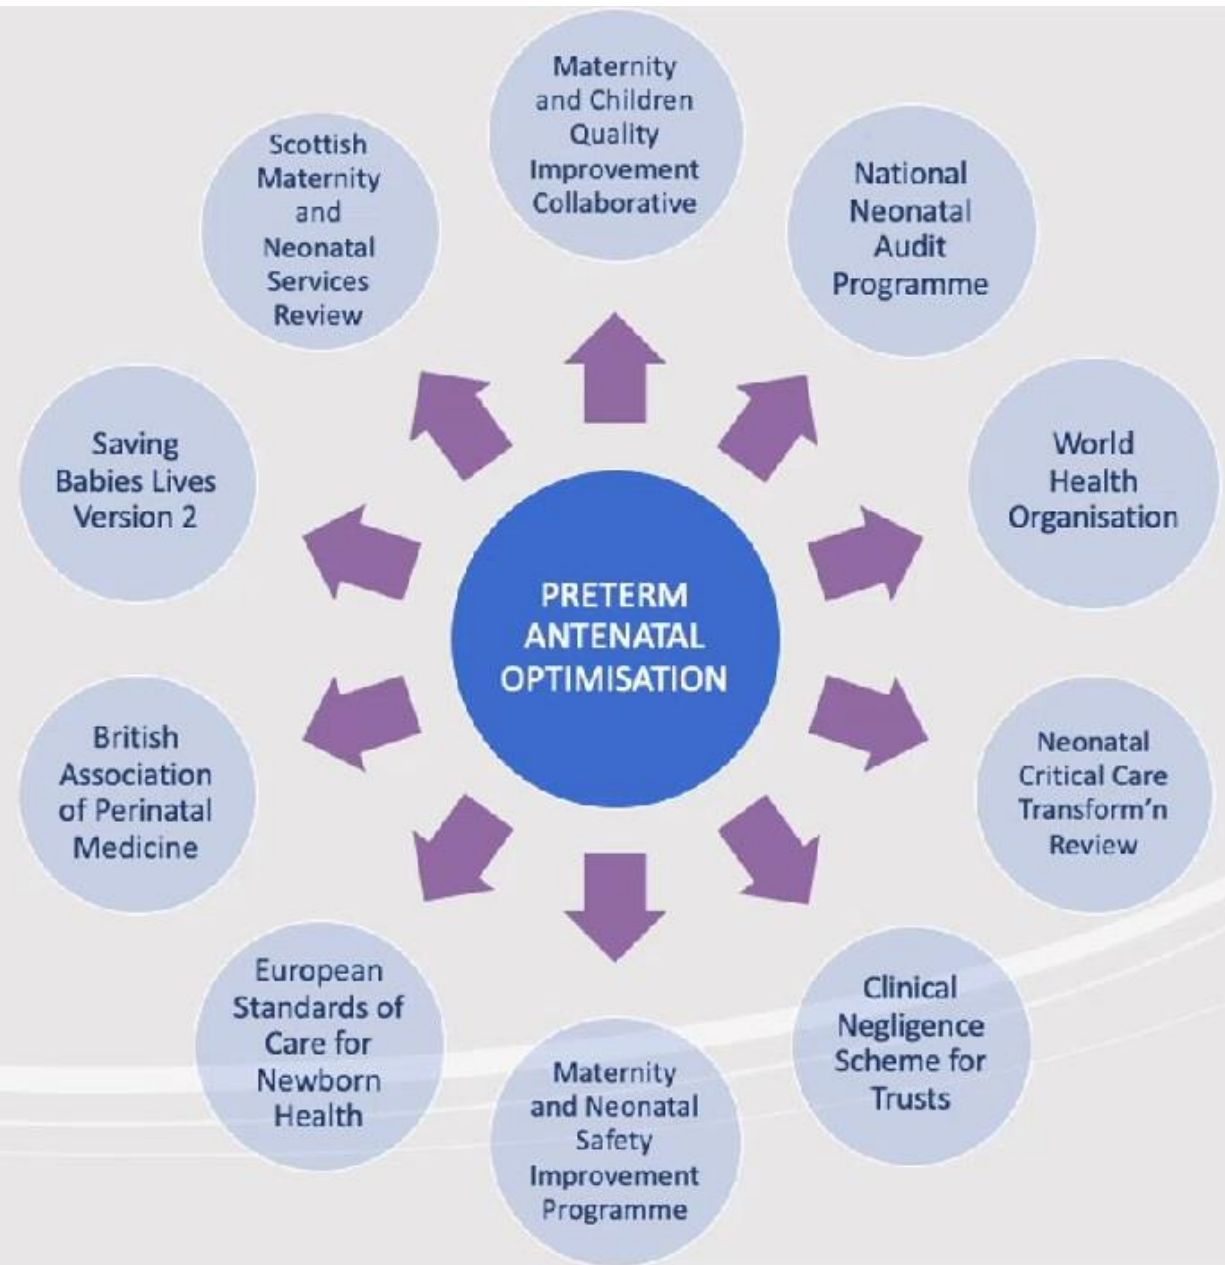 Maternity
and Children
Quality
Improvement
Collaborative
National
Neonatal
Audit
Programme
World
Health
Organisation
Neonatal
Critical Care
Transform'n
Review
Clinical
Negligence
Scheme for
Trusts
Maternity
and Neonatal
Safety
Improvement
Programme
European
Standards of
Care for
Newborn
Health
British
Association
of Perinatal
Medicine
Saving
Babies Lives
Version 2
Scottish
Maternity
and
Neonatal
Services
Review
PRETERM
ANTENATAL
OPTIMISATION